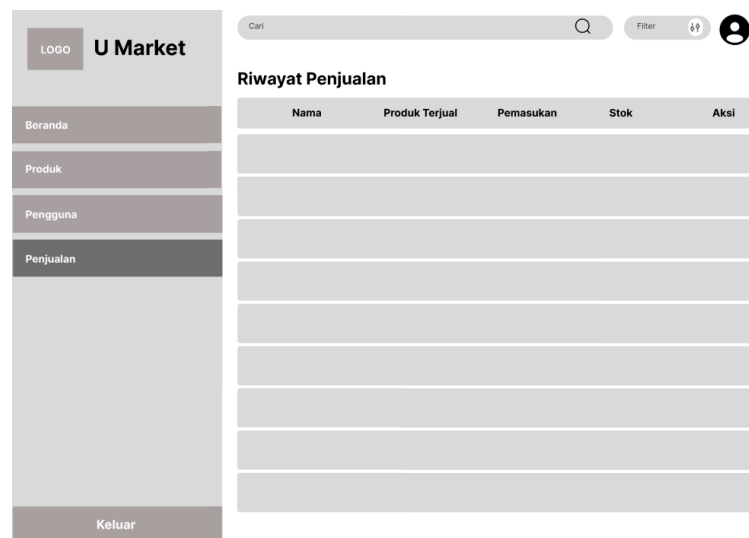 LOGO
U Market
Beranda
Produk
Pengguna
Penjualan
Keluar
Cari
Filter
Riwayat Penjualan
Nama Produk Terjual Pemasukan Stok Aksi